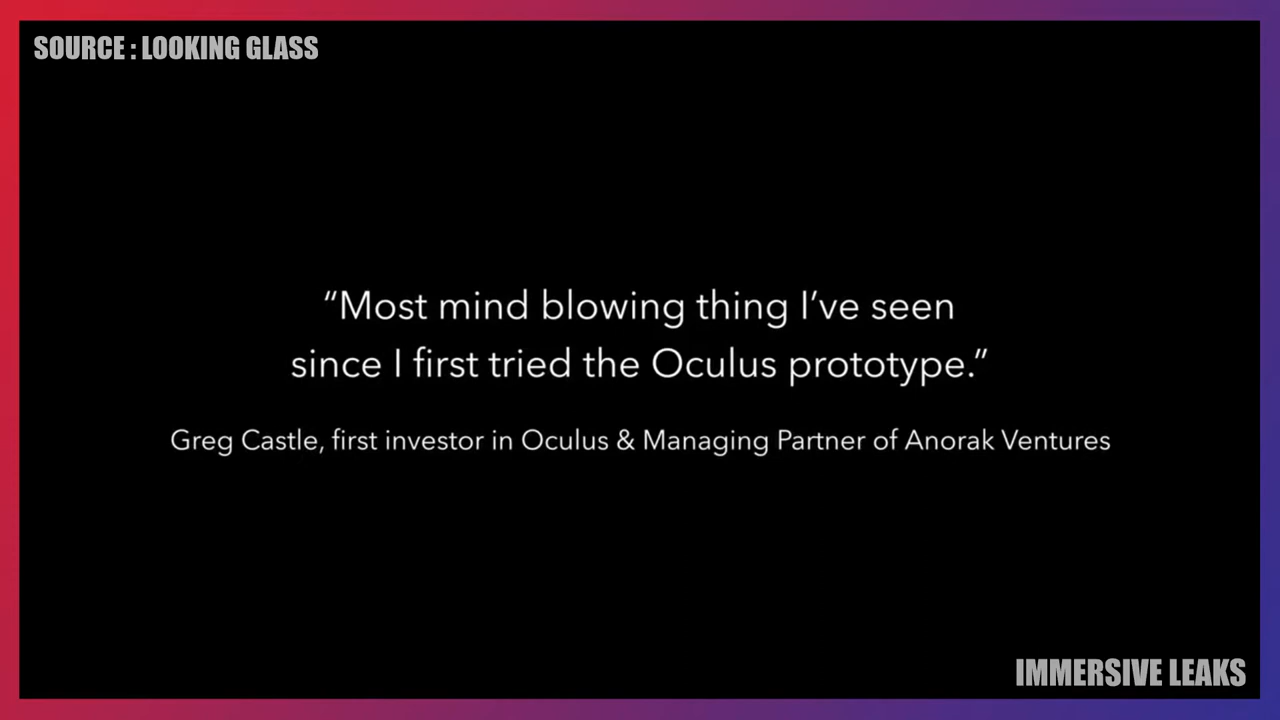 SOURCE : LOOKING GLASS
“Most mind blowing thing I’ve seen
since I first tried the Oculus prototype.”
Greg Castle, first investor in Oculus & Managing Partner of Anorak Ventures
IMMERSIVE LEAKS